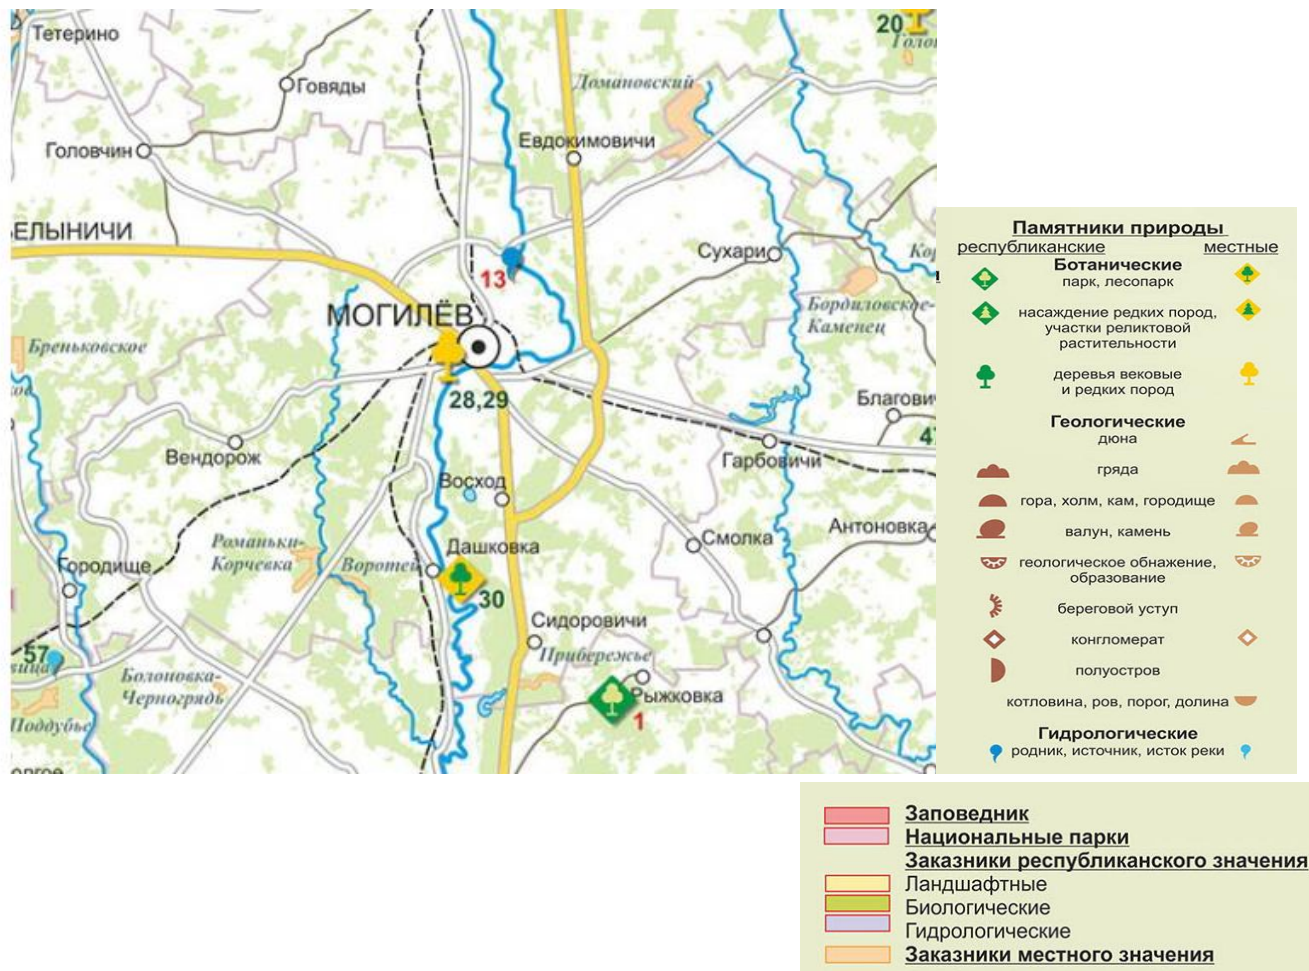 Тетерино
20
Говяды
Домановский
Головчин
Евдокимовичи
ЕЛЫНИЧИ
Сухари
13
МОГИЛЁВ
Бордиловское-
Каменец
Бреньковское
28,29
Вендорож
Гарбовичи
Восход
Антоновка
Смолка
Романьки-
Корчевка
Дашковка
Воротей
Городище
30
Сидоровичи
Прибережье
57
Болоновка-
Черногрядь
Рыжковка
1
Поддубье
Памятники природы
республиканские местные
Ботанические
парк, лесопарк
насаждение редких пород,
участки реликтовой
растительности
деревья вековые
и редких пород
Геологические
дюна
гряда
гора, холм, кам, городище
валун, камень
геологическое обнажение,
образование
береговой уступ
конгломерат
полуостров
котловина, ров, порог, долина
Гидрологические
родник, источник, исток реки
Заповедник
Национальные парки
Заказники республиканского значения
Ландшафтные
Биологические
Гидрологические
Заказники местного значения